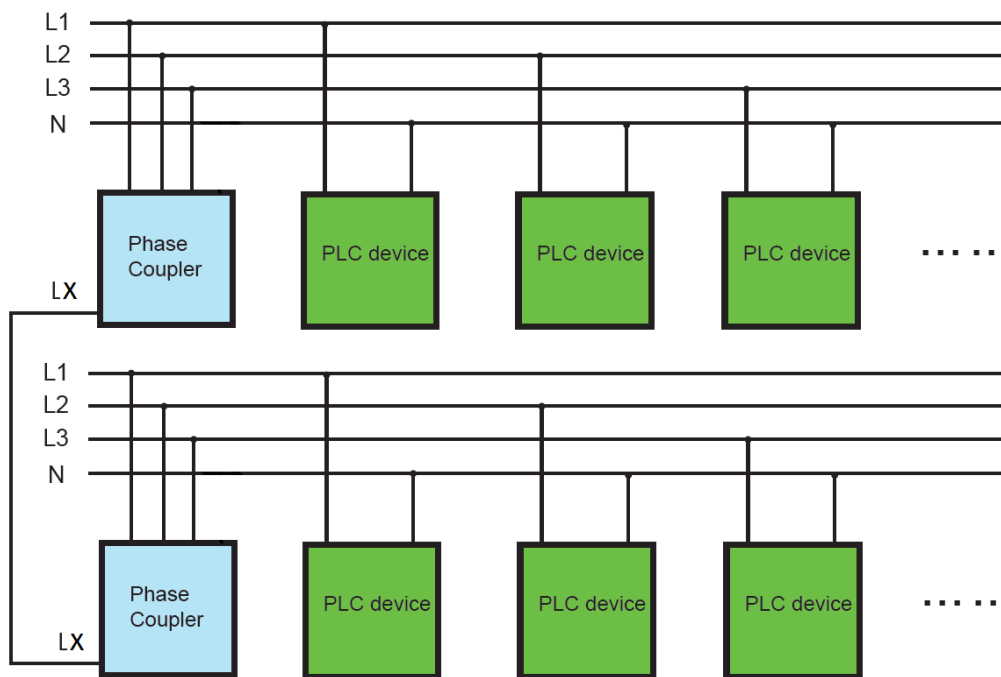 L1
L2
L3
N
Phase
Coupler
PLC device
PLC device
PLC device
... ..
LX
L1
L2
L3
N
Phase
Coupler
PLC device
PLC device
PLC device
... ..
LX